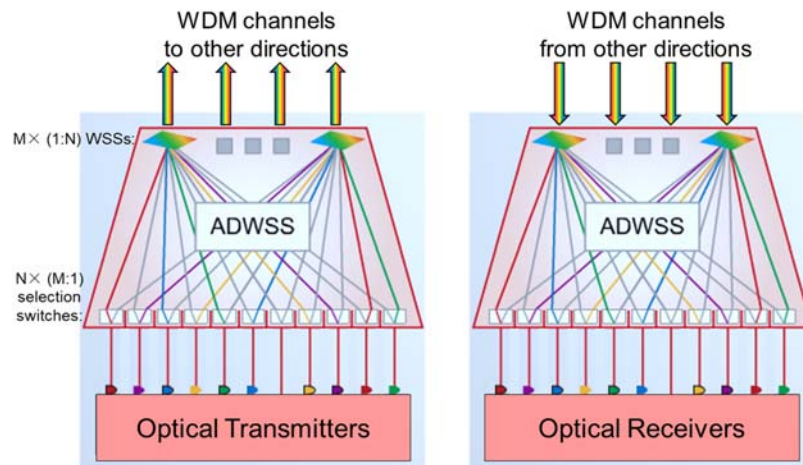 WDM channels
to other directions
WDM channels
from other directions
M× (1:N) WSSs:
ADWSS
ADWSS
N× (M:1)
selection
switches:
Optical Transmitters
Optical Receivers